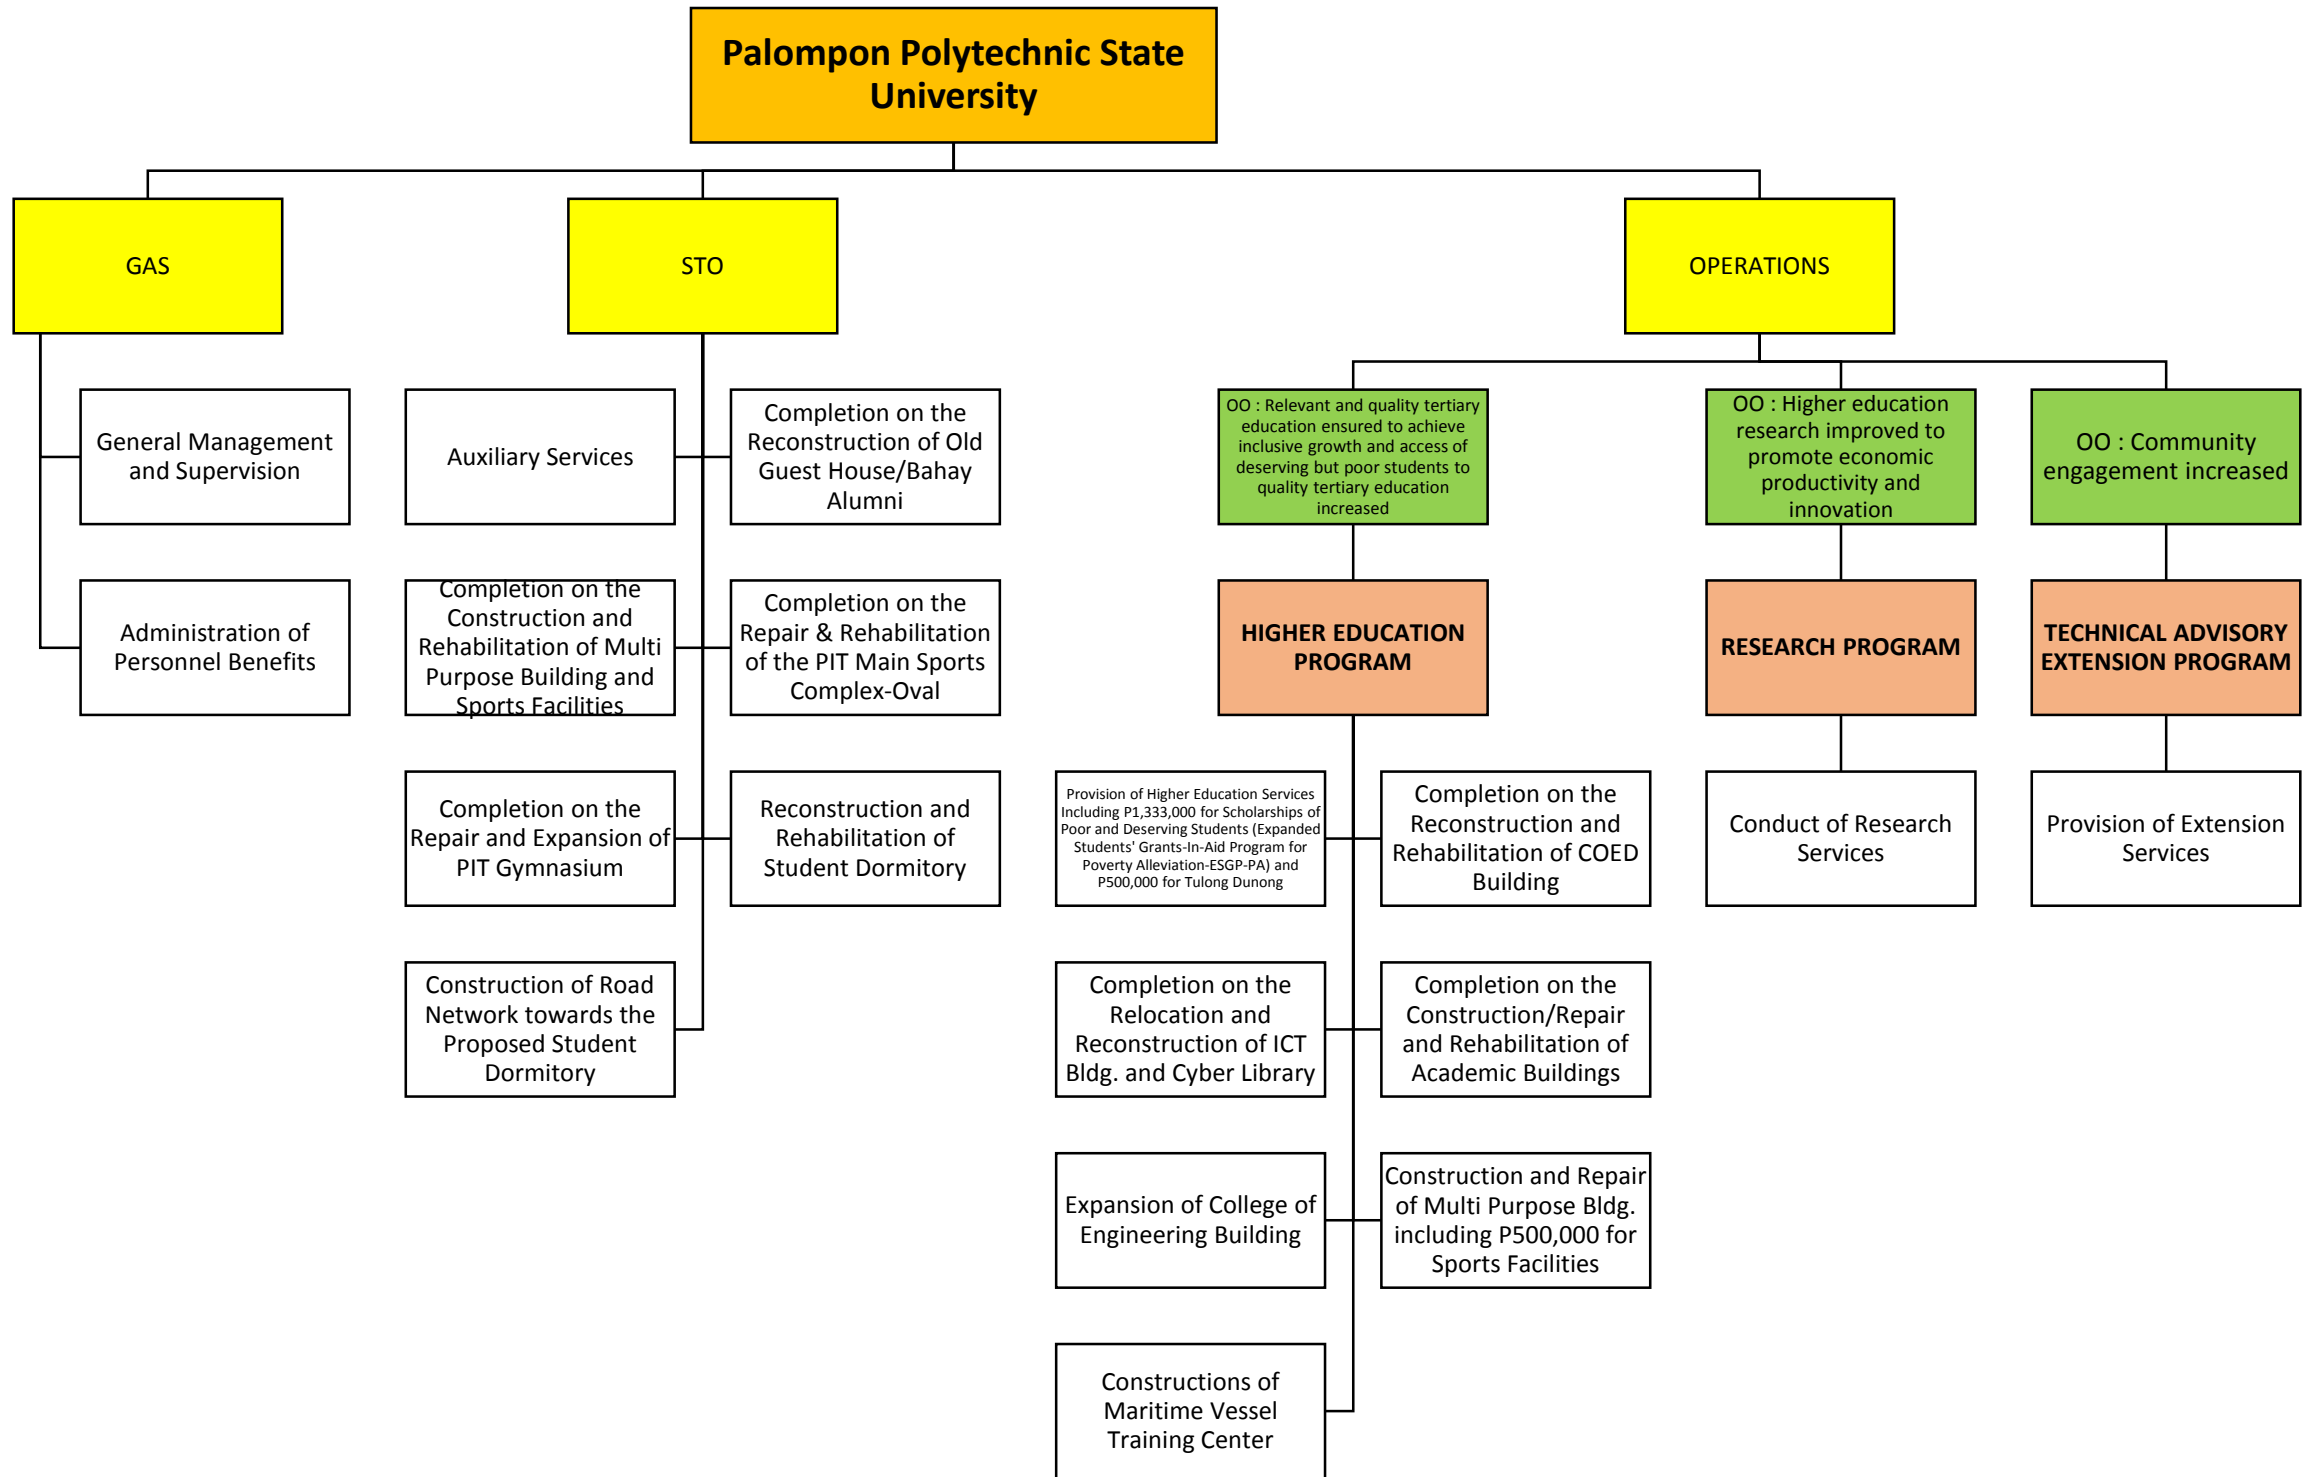 Palompon Polytechnic State
University
GAS
STO
OPERATIONS
General Management
and Supervision
Administration of
Personnel Benefits
Auxiliary Services
Completion on the
Reconstruction of Old
Guest House/Bahay
Alumni
Completion on the
Construction and
Rehabilitation of Multi
Purpose Building and
Sports Facilities
Completion on the
Repair & Rehabilitation
of the PIT Main Sports
Complex-Oval
Completion on the
Repair and Expansion of
PIT Gymnasium
Reconstruction and
Rehabilitation of
Student Dormitory
Construction of Road
Network towards the
Proposed Student
Dormitory
OO : Relevant and quality tertiary
education ensured to achieve
inclusive growth and access of
deserving but poor students to
quality tertiary education
increased
HIGHER EDUCATION
PROGRAM
Provision of Higher Education Services
Including P1,333,000 for Scholarships of
Poor and Deserving Students (Expanded
Students' Grants-In-Aid Program for
Poverty Alleviation-ESGP-PA) and
P500,000 for Tulong Dunong
Completion on the
Reconstruction and
Rehabilitation of COED
Building
Completion on the
Relocation and
Reconstruction of ICT
Bldg. and Cyber Library
Completion on the
Construction/Repair
and Rehabilitation of
Academic Buildings
Expansion of College of
Engineering Building
Construction and Repair
of Multi Purpose Bldg.
including P500,000 for
Sports Facilities
Constructions of
Maritime Vessel
Training Center
OO : Higher education
research improved to
promote economic
productivity and
innovation
RESEARCH PROGRAM
Conduct of Research
Services
OO : Community
engagement increased
TECHNICAL ADVISORY
EXTENSION PROGRAM
Provision of Extension
Services